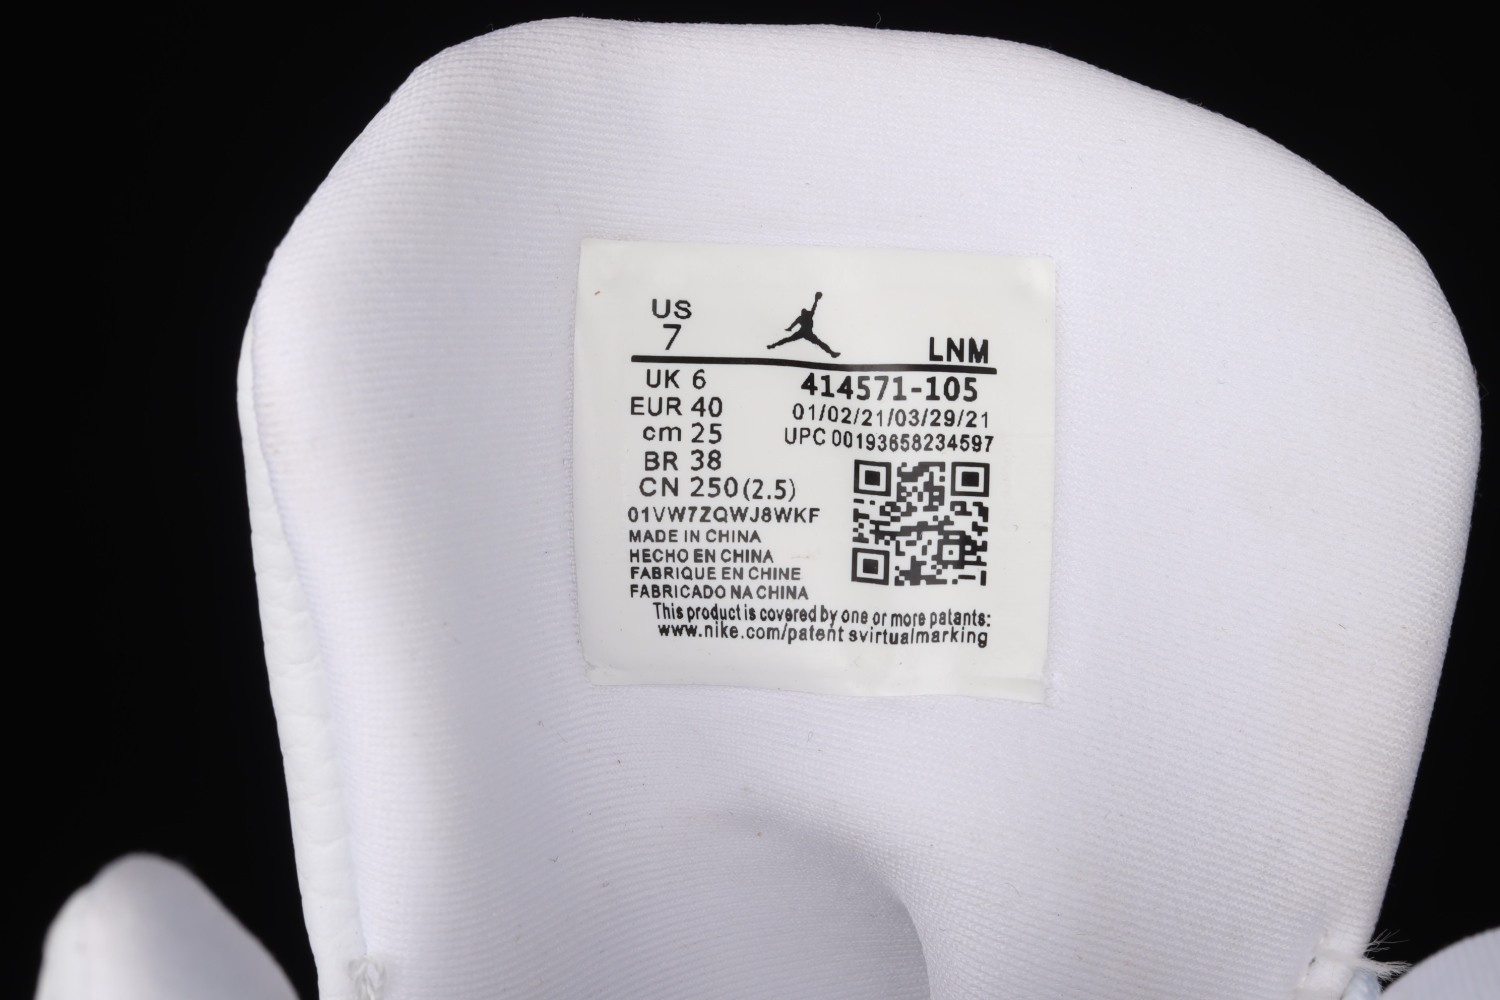 US
7
LNM
UK 6
414571-105
EUR 40
01/02/21/03/29/21
cm 25
UPC 00193658234597
BR 38
CN 250(2.5)
01VW7ZQWJ8WKF
MADE IN CHINA
HECHO EN CHINA
FABRIQUE EN CHINE
FABRICADO NA CHINA
This product is covered by one or more patants:
www.nike.com/patent svirtualmarking